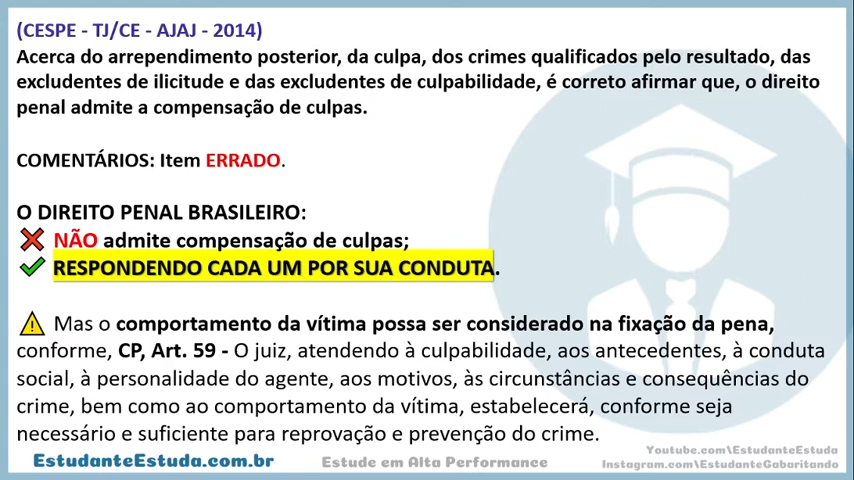 (CESPE - TJ/CE - AJAJ - 2014)
Acerca do arrependimento posterior, da culpa, dos crimes qualificados pelo resultado, das
excludentes de ilicitude e das excludentes de culpabilidade, é correto afirmar que, o direito
penal admite a compensação de culpas.
COMENTÁRIOS: Item ERRADO.
O DIREITO PENAL BRASILEIRO:
❌ NÃO admite compensação de culpas;
✔ RESPONDENDO CADA UM POR SUA CONDUTA.
⚠ Mas o comportamento da vítima possa ser considerado na fixação da pena,
conforme, CP, Art. 59 - O juiz, atendendo à culpabilidade, aos antecedentes, à conduta
social, à personalidade do agente, aos motivos, às circunstâncias e consequências do
crime, bem como ao comportamento da vítima, estabelecerá, conforme seja
necessário e suficiente para reprovação e prevenção do crime.
EstudanteEstuda.com.br
Estude em Alta Performance
Youtube.com\EstudanteEstuda
Instagram.com\EstudanteGabaritando